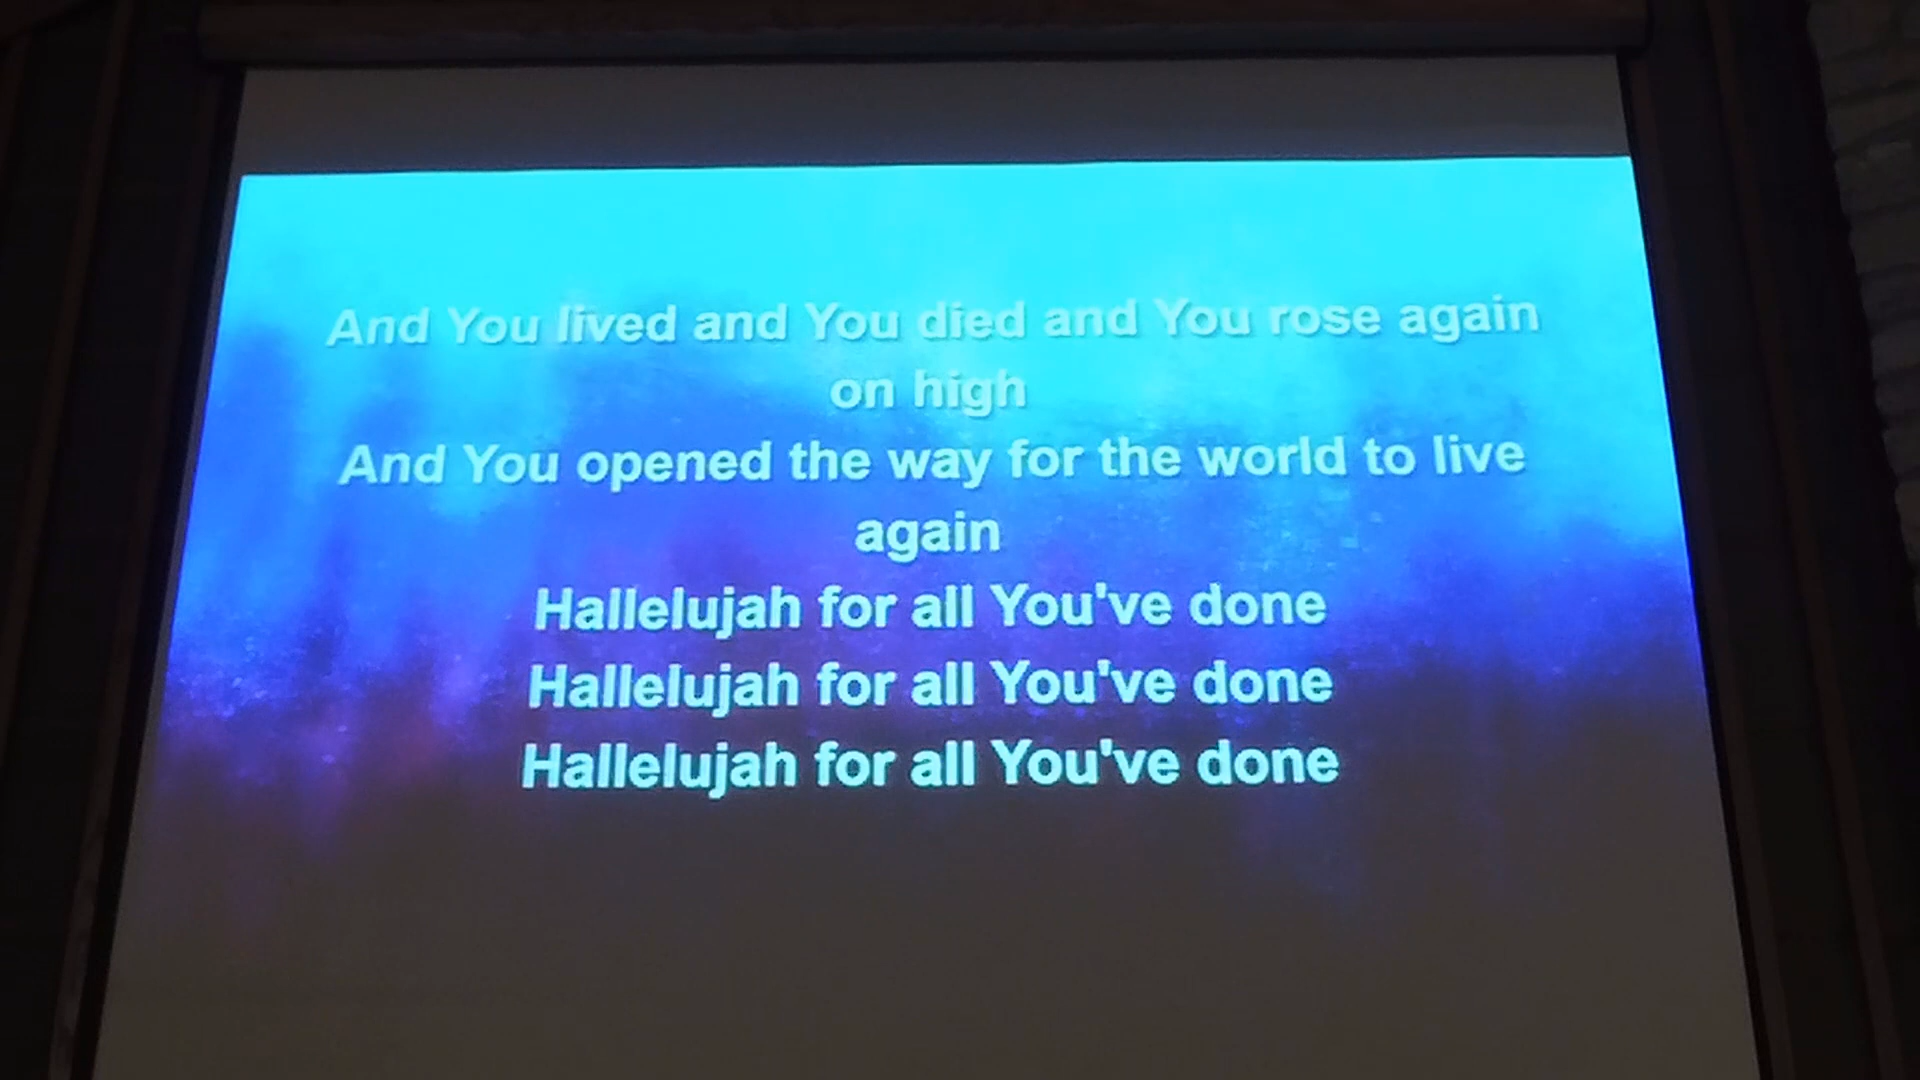 And You lived and You died and You rose again
on high
And You opened the way for the world to live
again
Hallelujah for all You've done
Hallelujah for all You've done
Hallelujah for all You've done